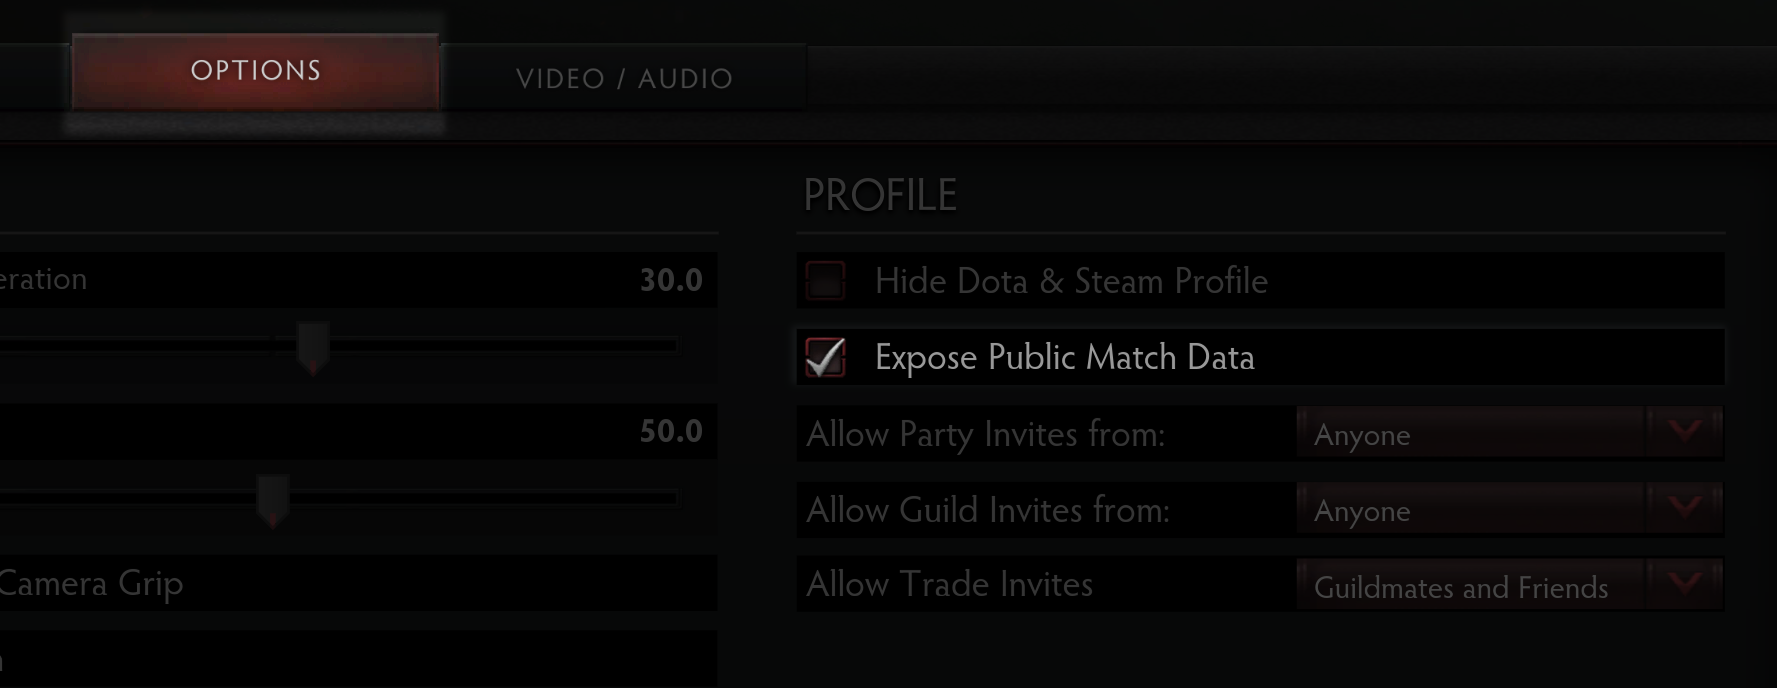 OPTIONS
VIDEO / AUDIO
PROFILE
eration
30.0
Hide Dota & Steam Profile
Expose Public Match Data
50.0
Allow Party Invites from:
Anyone
Allow Guild Invites from:
Anyone
Camera Grip
Allow Trade Invites
Guildmates and Friends